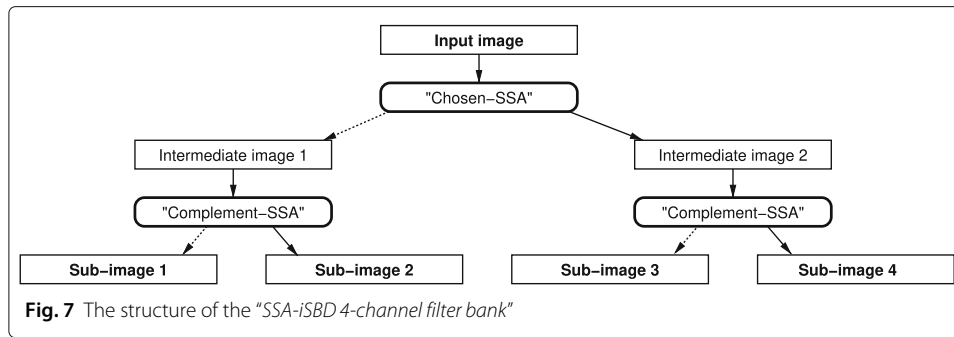 Input image
"Chosen−SSA"
Intermediate image 1
Intermediate image 2
"Complement−SSA"
"Complement−SSA"
Sub−image 1
Sub−image 2
Sub−image 3
Sub−image 4
Fig. 7 The structure of the “SSA-iSBD 4-channel filter bank”